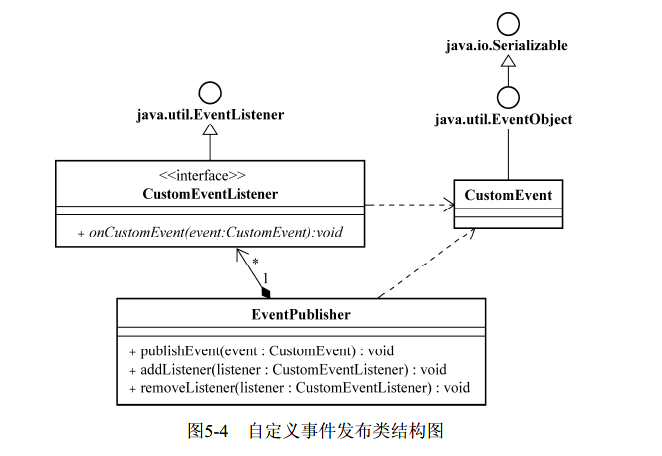 java.io.Serializable
java.util.EventListener
java.util.EventObject
<<interface>>
CustomEventListener
+ onCustomEvent(event:CustomEvent):void
CustomEvent
*
1
EventPublisher
+ publishEvent(event : CustomEvent) : void
+ addListener(listener : CustomEventListener) : void
+ removeListener(listener : CustomEventListener) : void
图5-4 自定义事件发布类结构图